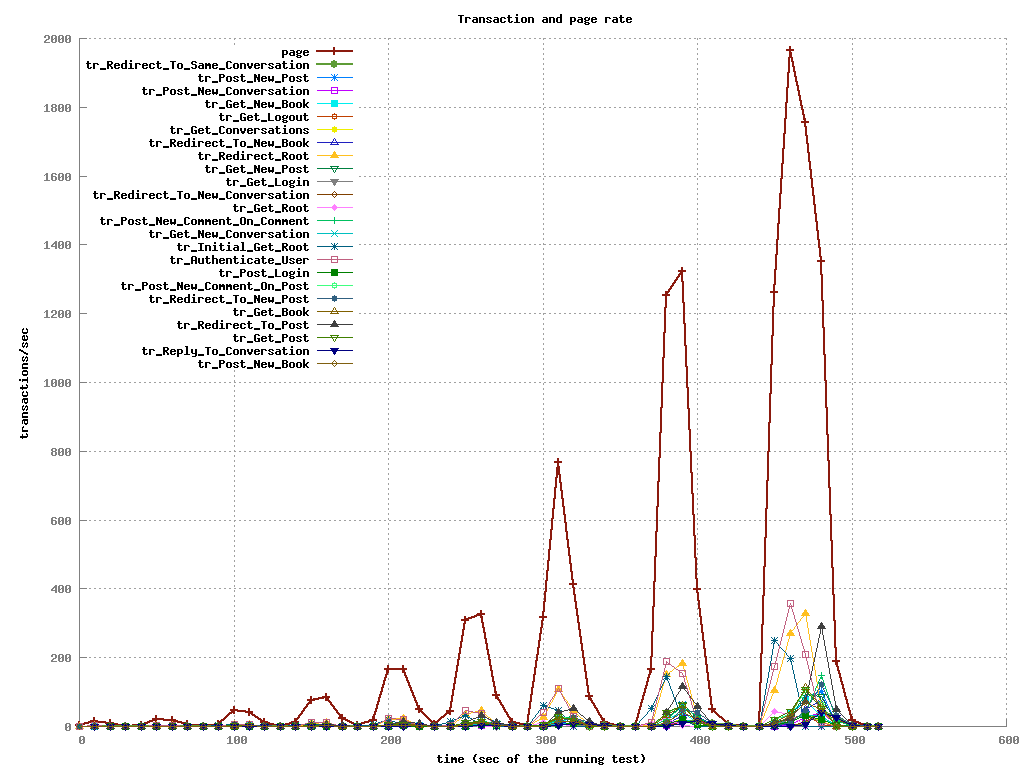 Transaction and page rate
2000
1800
1600
1400
1200
1000
800
600
400
200
0
transactions/sec
page
tr_Redirect_To_Same_Conversation
tr_Post_New_Post
tr_Post_New_Conversation
tr_Get_New_Book
tr_Get_Logout
tr_Get_Conversations
tr_Redirect_To_New_Book
tr_Redirect_Root
tr_Get_New_Post
tr_Get_Login
tr_Redirect_To_New_Conversation
tr_Get_Root
tr_Post_New_Comment_On_Comment
tr_Get_New_Conversation
tr_Initial_Get_Root
tr_Authenticate_User
tr_Post_Login
tr_Post_New_Comment_On_Post
tr_Redirect_To_New_Post
tr_Get_Book
tr_Redirect_To_Post
tr_Get_Post
tr_Reply_To_Conversation
tr_Post_New_Book
0 100 200 300 400 500 600
time (sec of the running test)